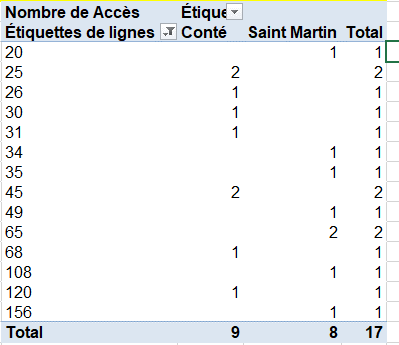 Nombre de Accès Étique
Étiquettes de lignes Conté Saint Martin Total
20 1 1
25 2 2
26 1 1
30 1 1
31 1 1
34 1 1
35 1 1
45 2 2
49 1 1
65 2 2
68 1 1
108 1 1
120 1 1
156 1 1
Total 9 8 17